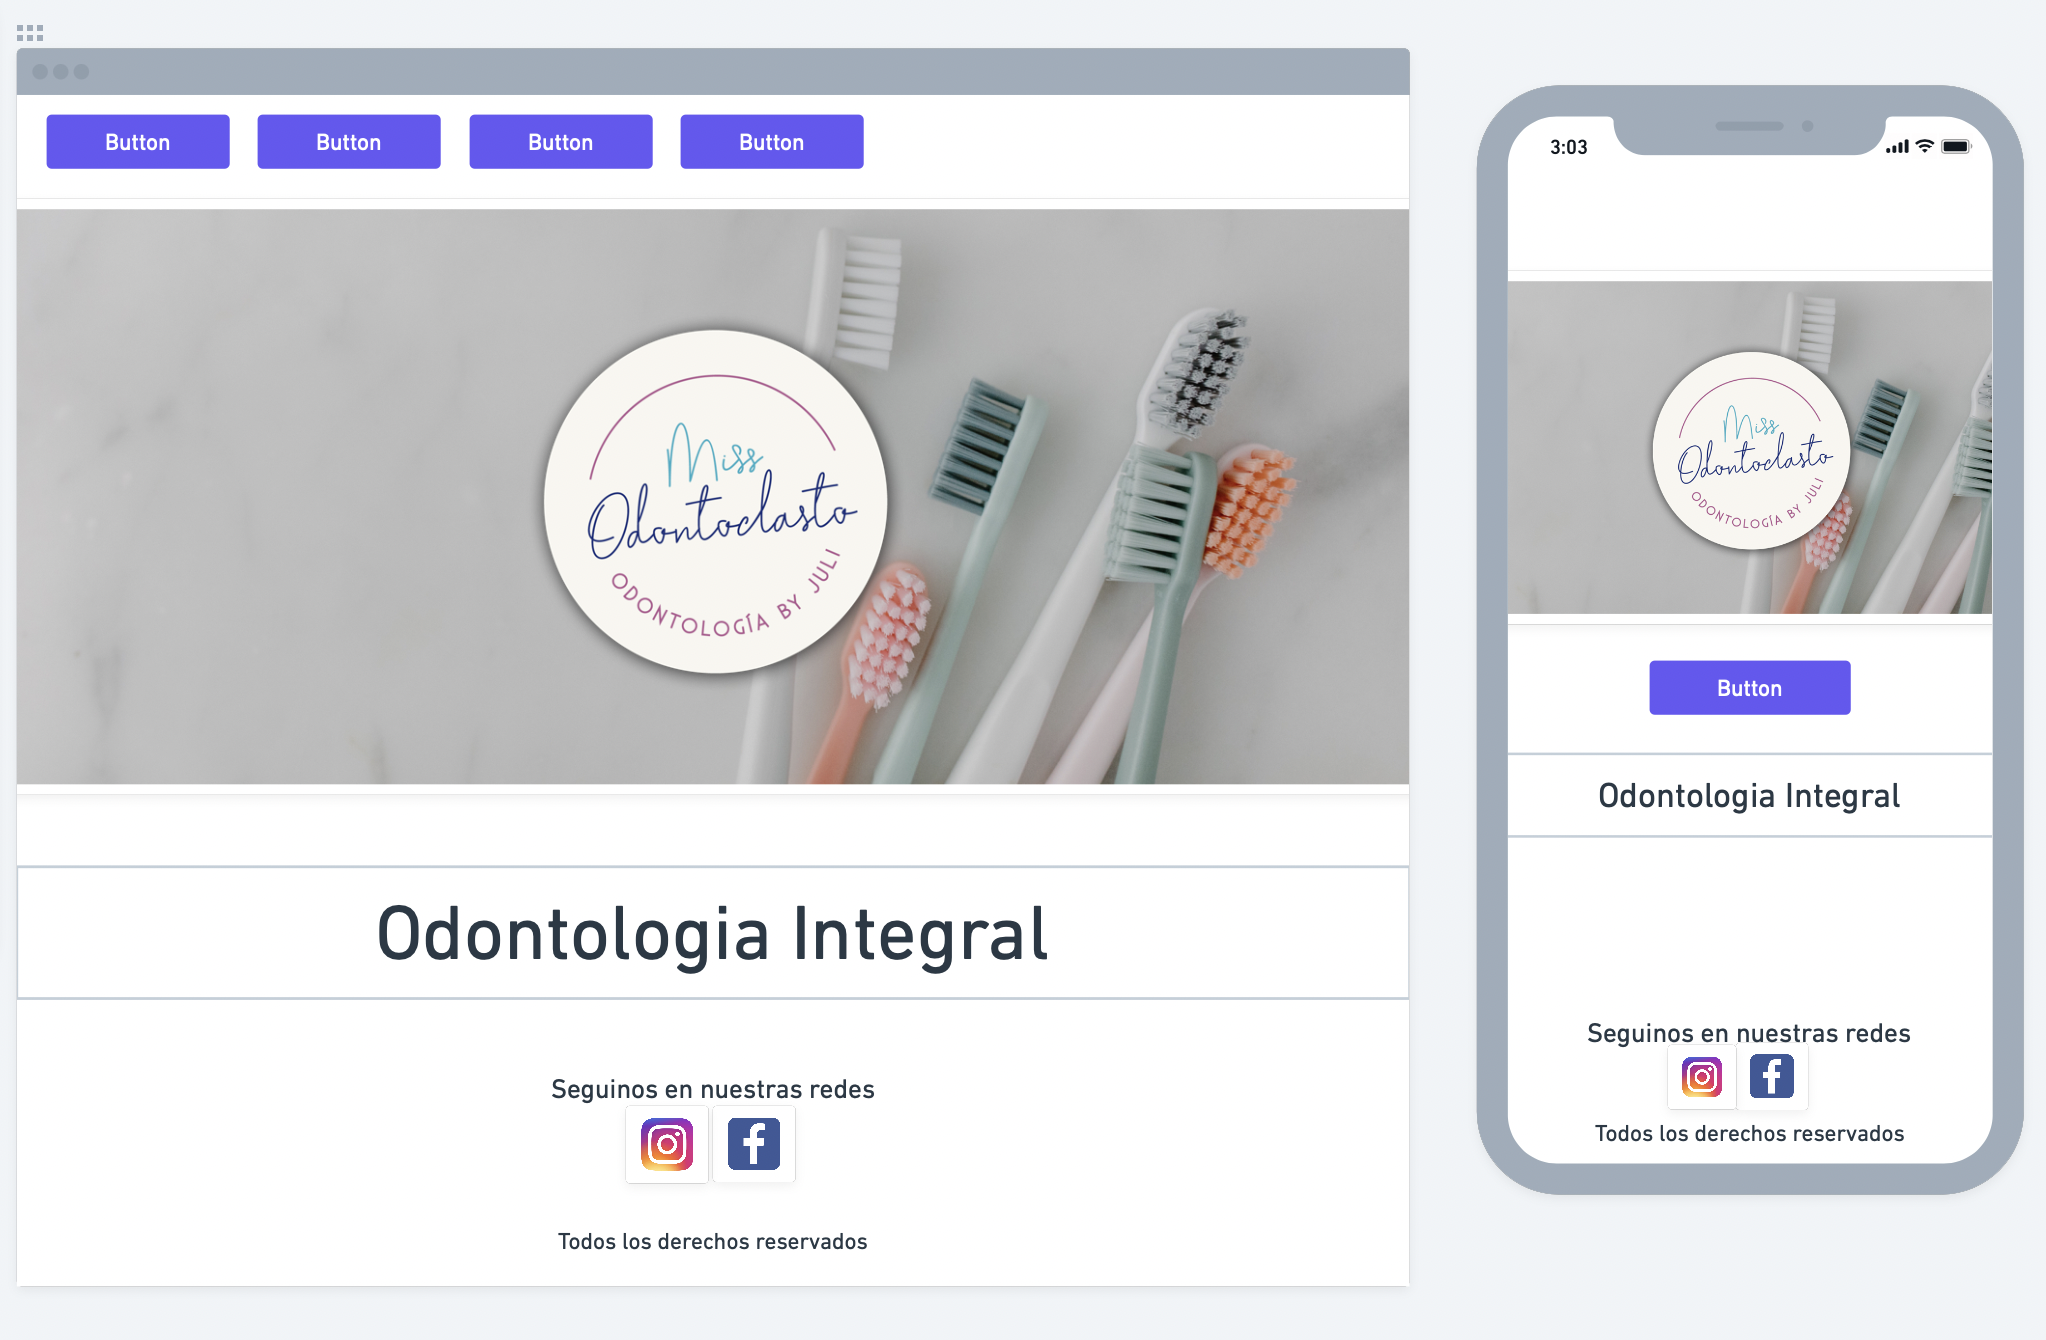 Button Button Button Button
Miss
Odontoclasto
ODONTOLOGÍA BY JULI
Odontologia Integral
Seguinos en nuestras redes
Todos los derechos reservados
3:03
Miss
Odontoclasto
ODONTOLOGÍA BY JULI
Button
Odontologia Integral
Seguinos en nuestras redes
Todos los derechos reservados